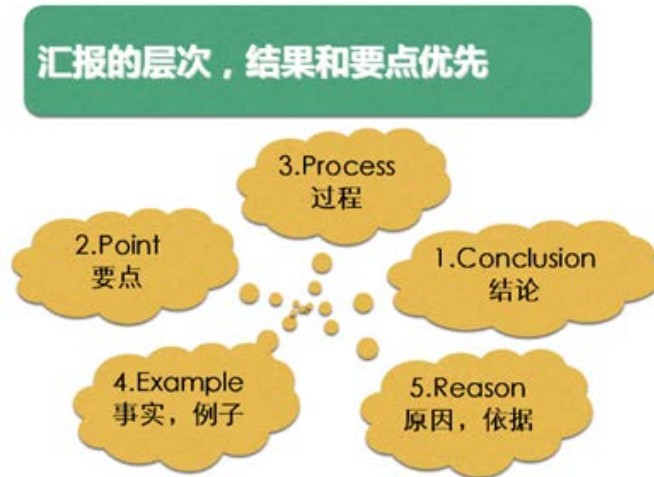 汇报的层次，结果和要点优先
3.Process
过程
2.Point
要点
1.Conclusion
结论
4.Example
事实，例子
5.Reason
原因，依据